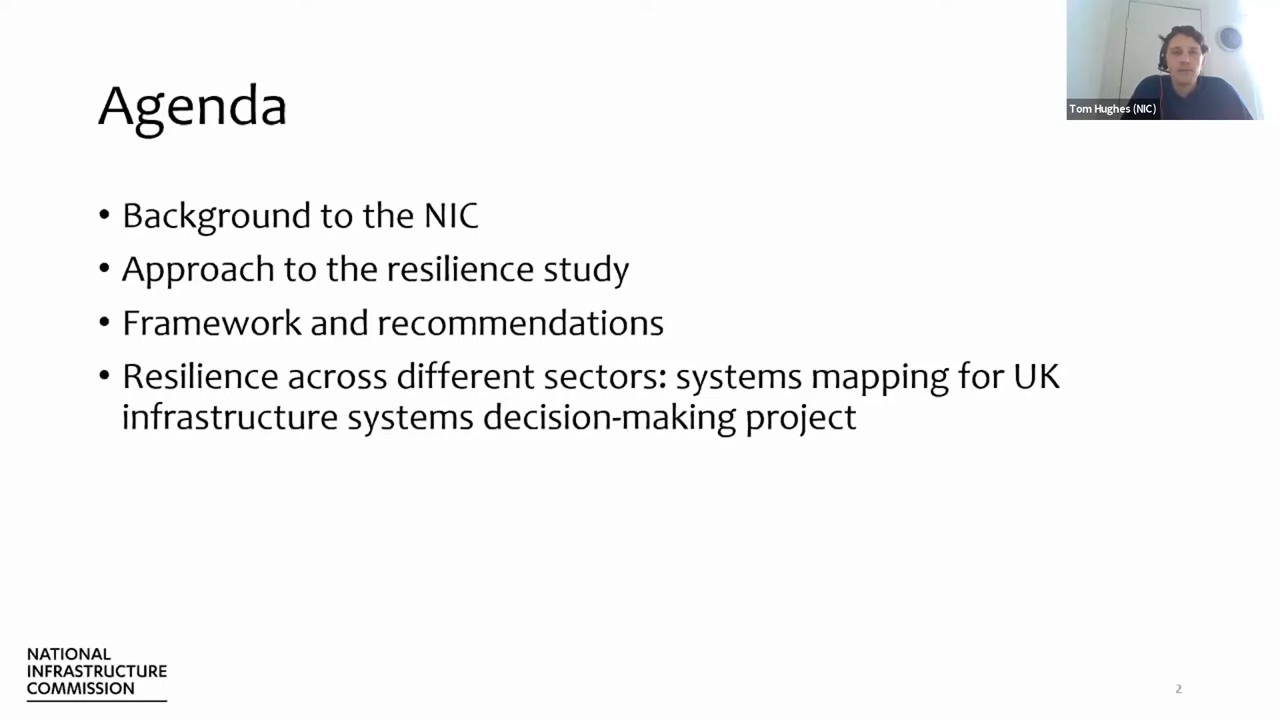 Agenda
Tom Hughes (NIC)
• Background to the NIC
• Approach to the resilience study
• Framework and recommendations
• Resilience across different sectors: systems mapping for UK
infrastructure systems decision-making project
NATIONAL
INFRASTRUCTURE
COMMISSION
2